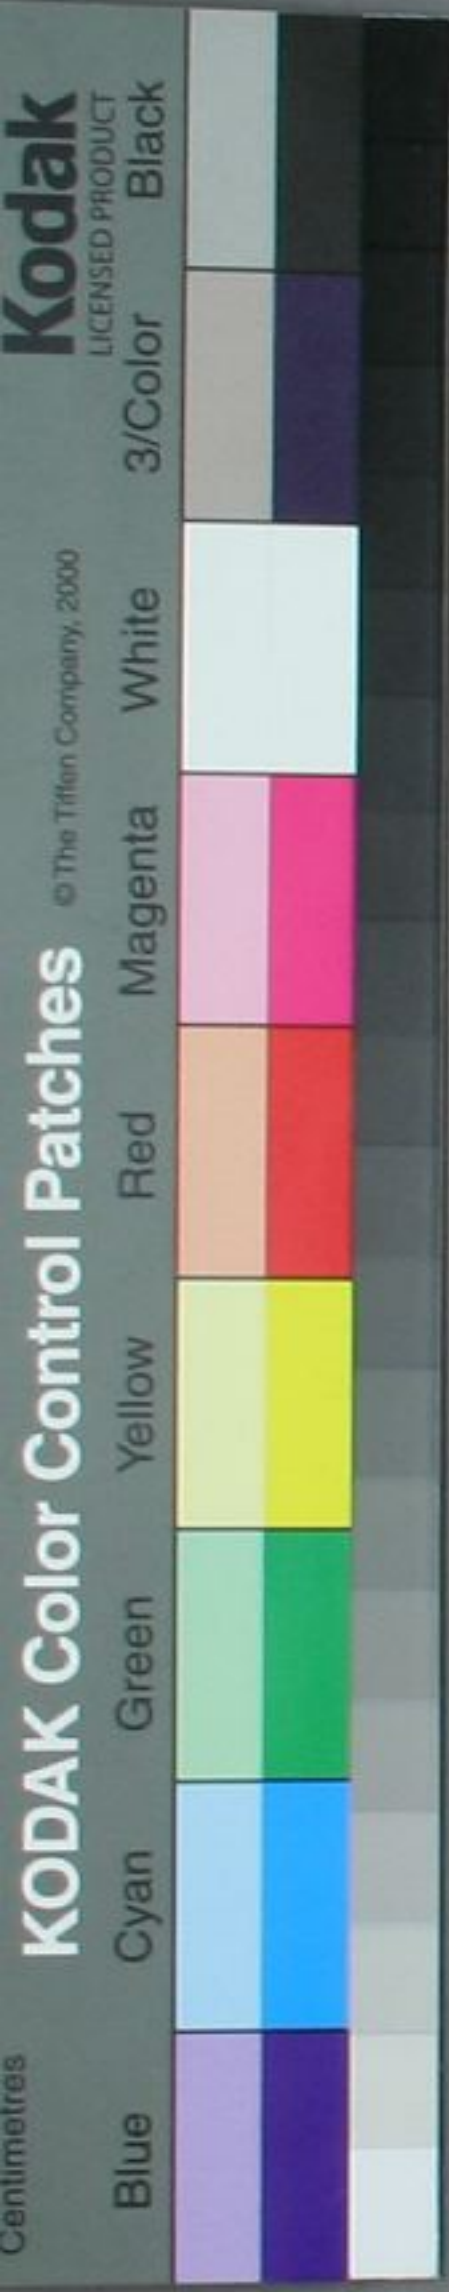 Centimetres
KODAK Color Control Patches © The Tiffen Company, 2000 Kodak
LICENSED PRODUCT
Blue Cyan Green Yellow Red Magenta White 3/Color Black